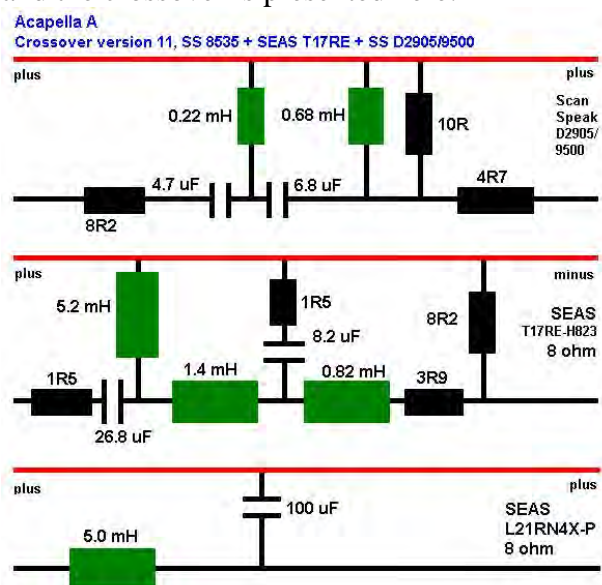 Acapella A
Crossover version 11, SS 8535 + SEAS T17RE + SS D2905/9500
plus
plus
0.22 mH
0.68 mH
10R
Scan
Speak
D2905/
9500
4.7 uF
6.8 uF
4R7
8R2
plus
minus
5.2 mH
1R5
8R2
SEAS
T17RE-H823
8 ohm
8.2 uF
1R5
1.4 mH
0.82 mH
3R9
26.8 uF
plus
plus
100 uF
SEAS
L21RN4X-P
8 ohm
5.0 mH